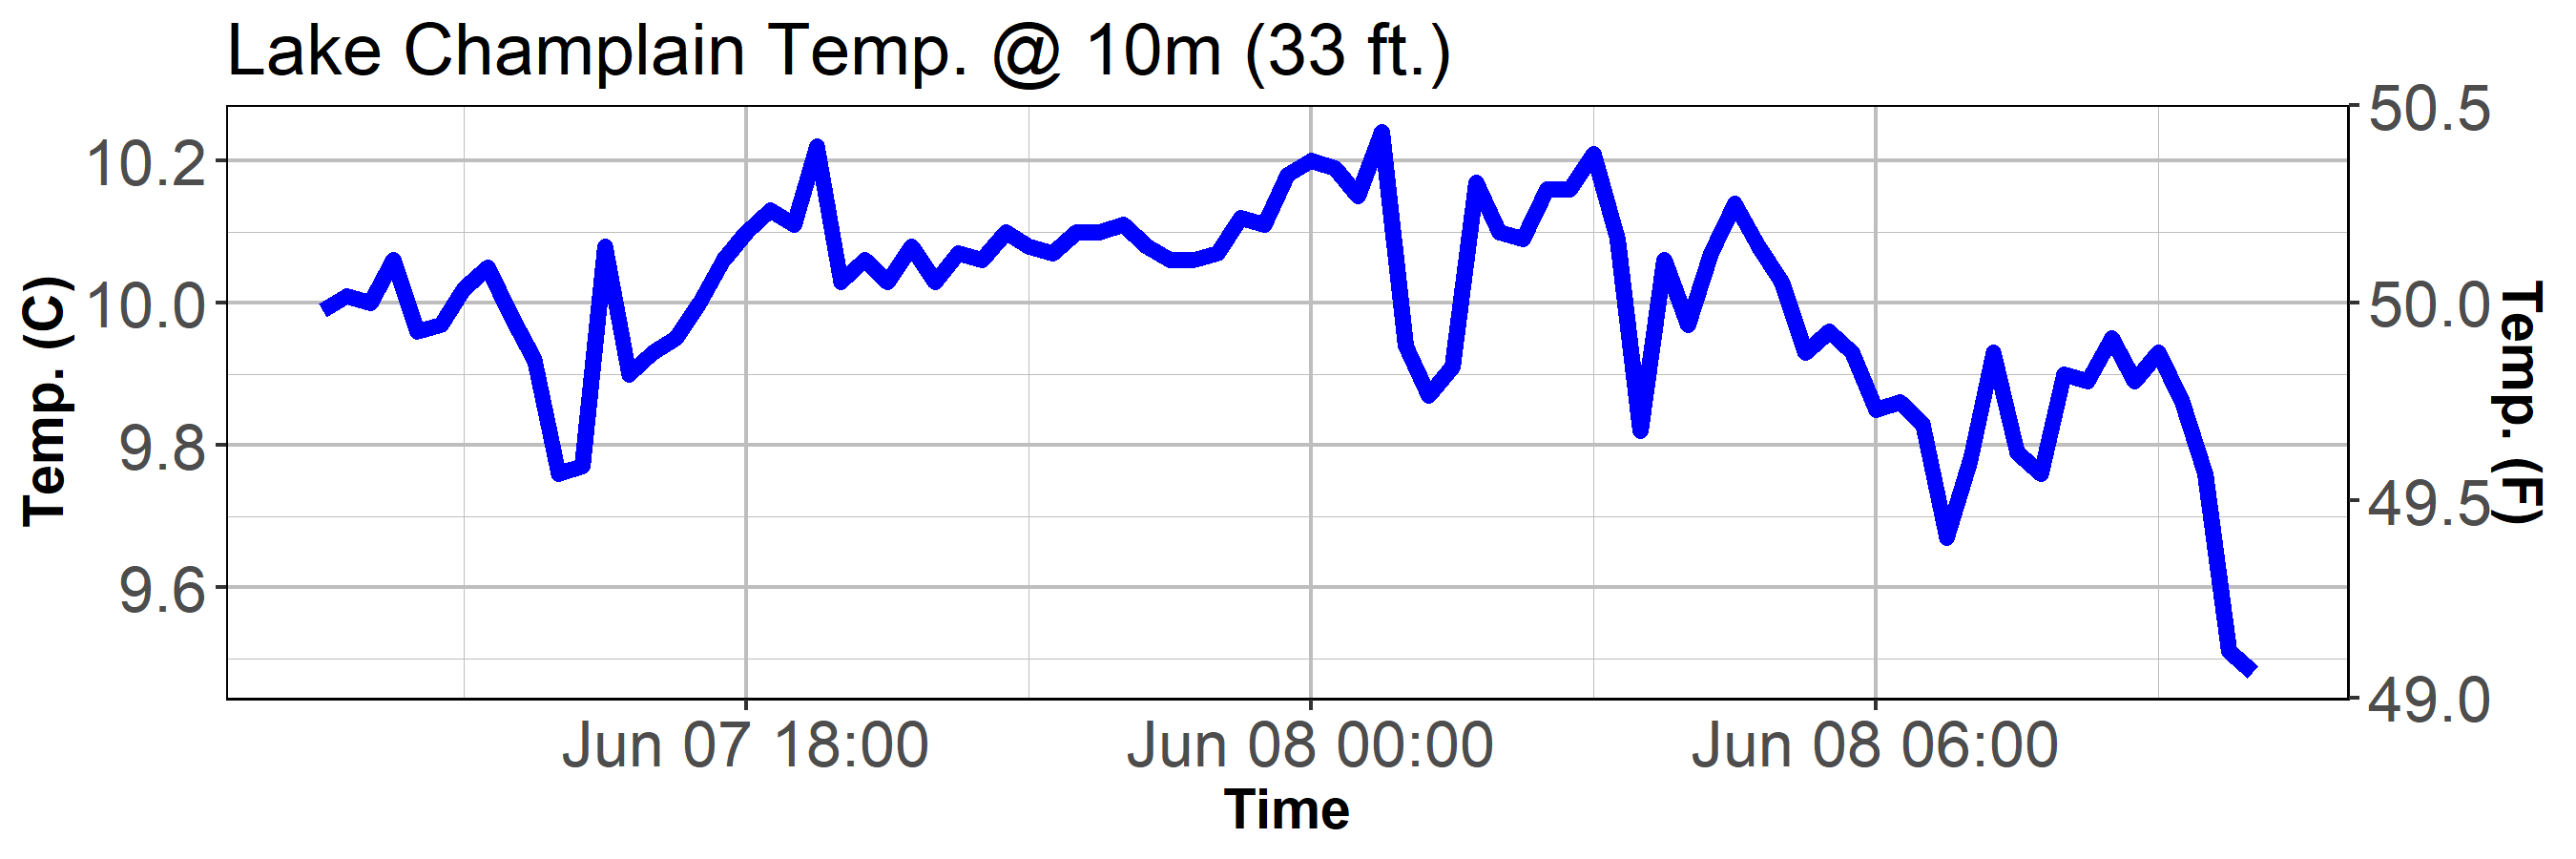 Lake Champlain Temp. @ 10m (33 ft.)
Temp. (C)
10.2
10.0
9.8
9.6
50.5
50.0
49.5
49.0
Temp. (F)
Jun 07 18:00
Jun 08 00:00
Jun 08 06:00
Time